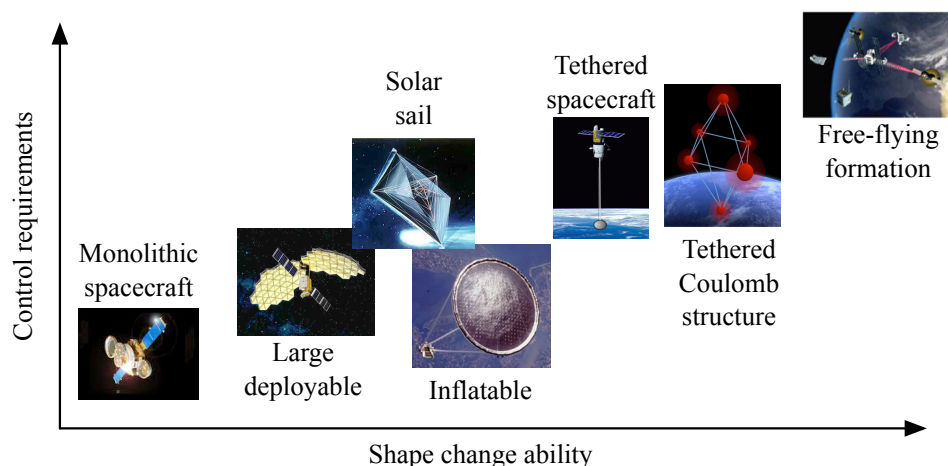 Control requirements
Monolithic
spacecraft
Large
deployable
Solar
sail
Inflatable
Tethered
spacecraft
Tethered
Coulomb
structure
Free-flying
formation
Shape change ability